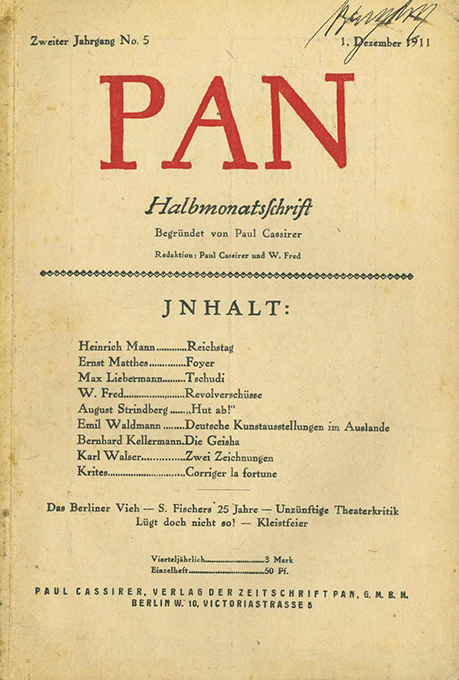 Zweiter Jahrgang No. 5 1. Dezember 1911
PAN
Halbmonatsſchrift
Begründet von Paul Cassirer
Redaktion: Paul Cassirer und W. Fred
JNHALT:
Heinrich Mann............Reichstag
Ernst Matthes..............Foyer
Max Liebermann.........Tschudi
W. Fred........................Revolverschüsse
August Strindberg ......„Hut ab!"
Emil Waldmann ........Deutsche Kunstausstellungen im Auslande
Bernhard Kellermann.Die Geisha
Karl Walser...............Zwei Zeichnungen
Krites..............................Corriger la fortune
Das Berliner Vieh — S. Fischers 25 Jahre — Unzünftige Theaterkritik
Lügt doch nicht so! — Kleistfeier
Vierteljährlich......................3 Mark
Einzelheft............................50 Pf.
PAUL CASSIRER, VERLAG DER ZEITSCHRIFT PAN, G. M. B. H.
BERLIN W. 10, VICTORIASTRASSE 5